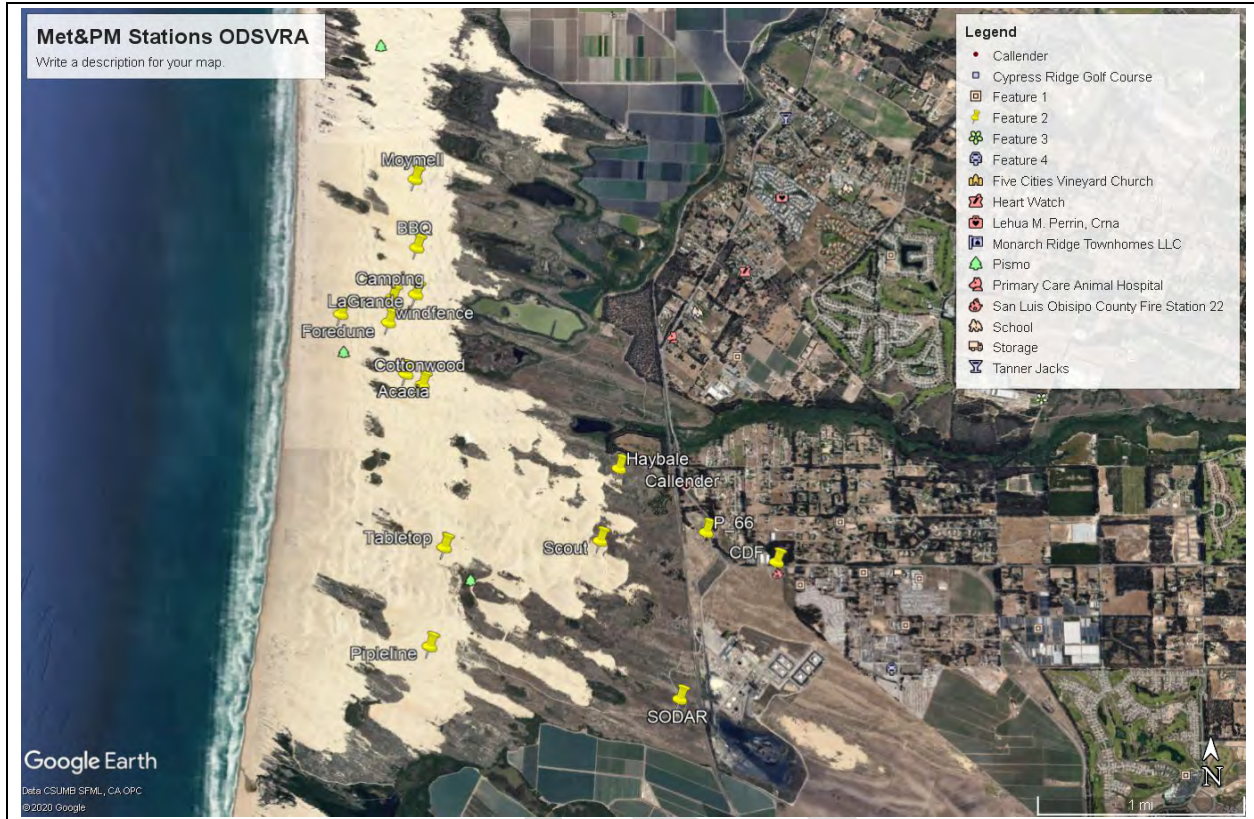 Met&PM Stations ODSVRA
Write a description for your map.
Legend
Callender
Cypress Ridge Golf Course
Feature 1
Feature 2
Feature 3
Feature 4
Five Cities Vineyard Church
Heart Watch
Lehua M. Perrin, Crna
Monarch Ridge Townhomes LLC
Pismo
Primary Care Animal Hospital
San Luis Obisipo County Fire Station 22
School
Storage
Tanner Jacks
Moymell
BBQ
Camping
LaGrande
windfence
Foredune
Cottonwood
Acacia
Haybale
Callender
P_66
Tabletop
Scout
CDF
Pipleline
SODAR
Google Earth
Data CSUMB SFML, CA OPC
©2020 Google
N
1 mi